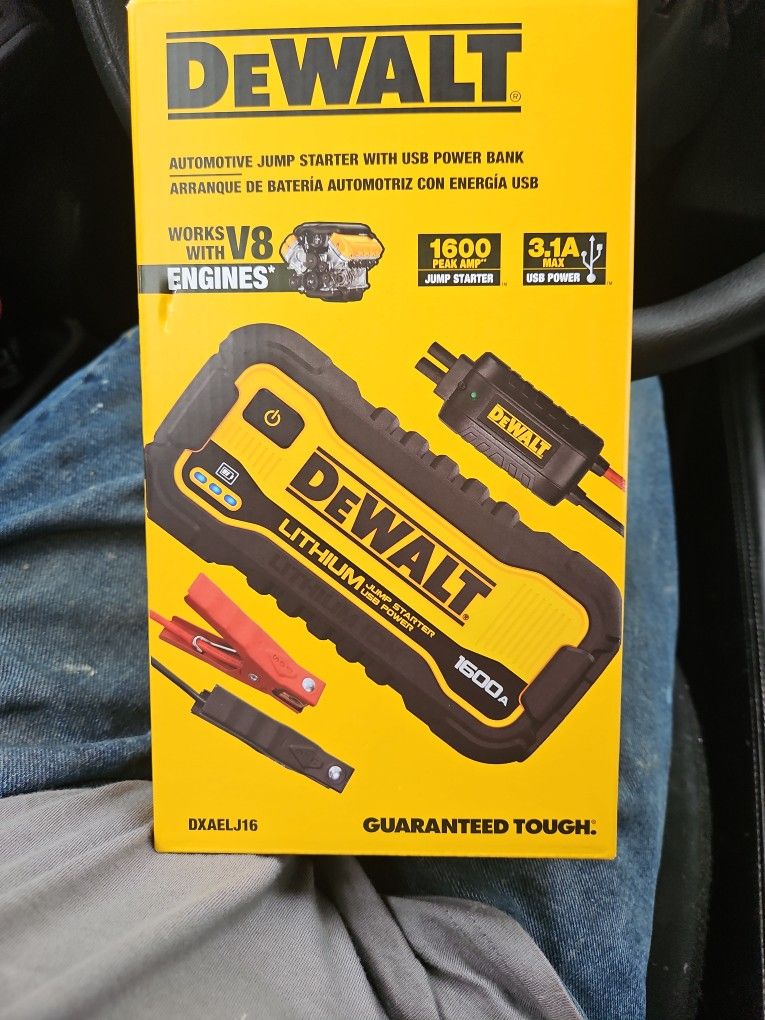 DEWALT®
AUTOMOTIVE JUMP STARTER WITH USB POWER BANK
ARRANQUE DE BATERÍA AUTOMOTRIZ CON ENERGÍA USB
WORKS WITH V8
ENGINES*
1600
PEAK AMP**
JUMP STARTER™
3.1A
MAX
USB POWER™
DEWALT
DEWALT®
LITHIUM JUMP STARTER
USB POWER
1600A
DXAELJ16
GUARANTEED TOUGH®